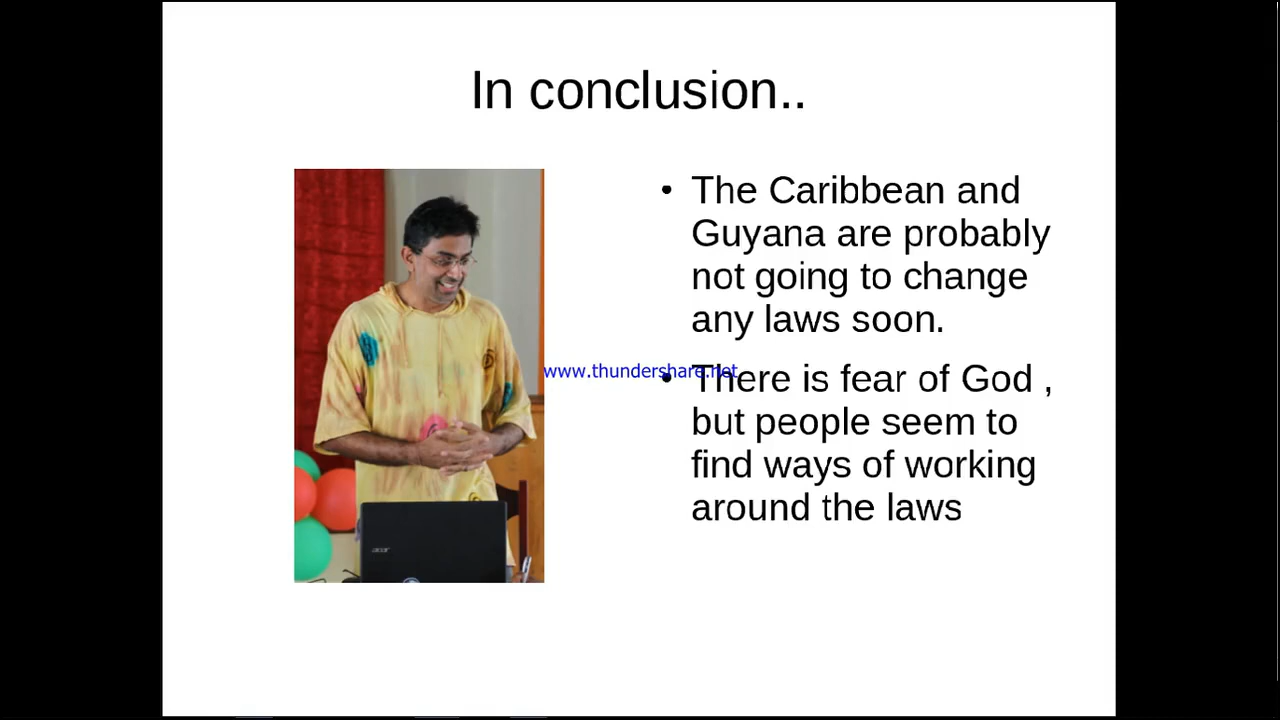 In conclusion..
• The Caribbean and
Guyana are probably
not going to change
any laws soon.
www.thundershare.net
• There is fear of God ,
but people seem to
find ways of working
around the laws
acer